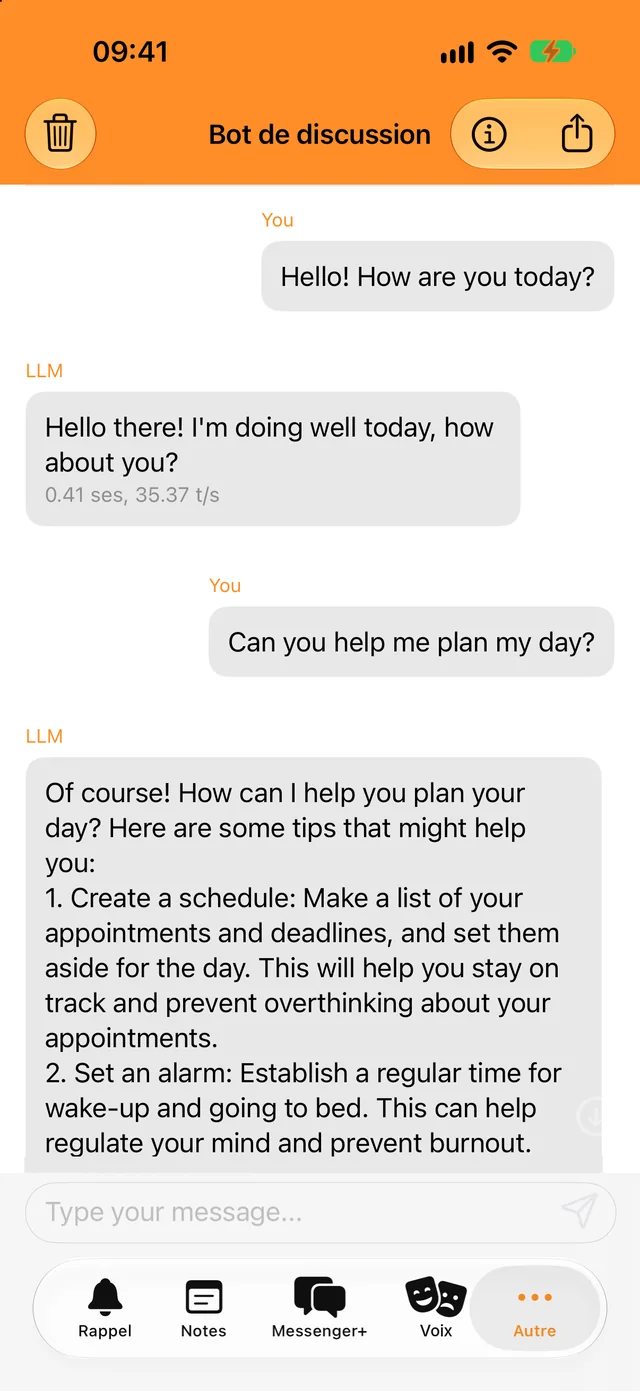 09:41
Bot de discussion
You
Hello! How are you today?
LLM
Hello there! I'm doing well today, how
about you?
0.41 ses, 35.37 t/s
You
Can you help me plan my day?
LLM
Of course! How can I help you plan your
day? Here are some tips that might help
you:
1. Create a schedule: Make a list of your
appointments and deadlines, and set them
aside for the day. This will help you stay on
track and prevent overthinking about your
appointments.
2. Set an alarm: Establish a regular time for
wake-up and going to bed. This can help
regulate your mind and prevent burnout.
Type your message...
Rappel
Notes
Messenger+
Voix
Autre